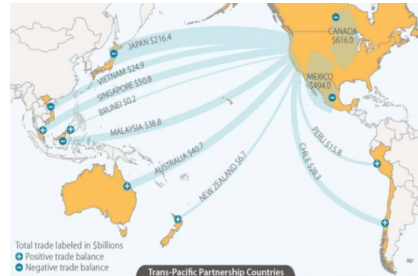 CANADA
$616.0
JAPAN $216.4
VIETNAM $24.9
SINGAPORE $50.8
BRUNEI $0.2
MEXICO
$494.0
MALAYSIA $38.8
AUSTRALIA $40.7
NEW ZEALAND $6.7
PERU $15.8
CHILE $28.3
Total trade labeled in $billions
+ Positive trade balance
− Negative trade balance
Trans-Pacific Partnership Countries